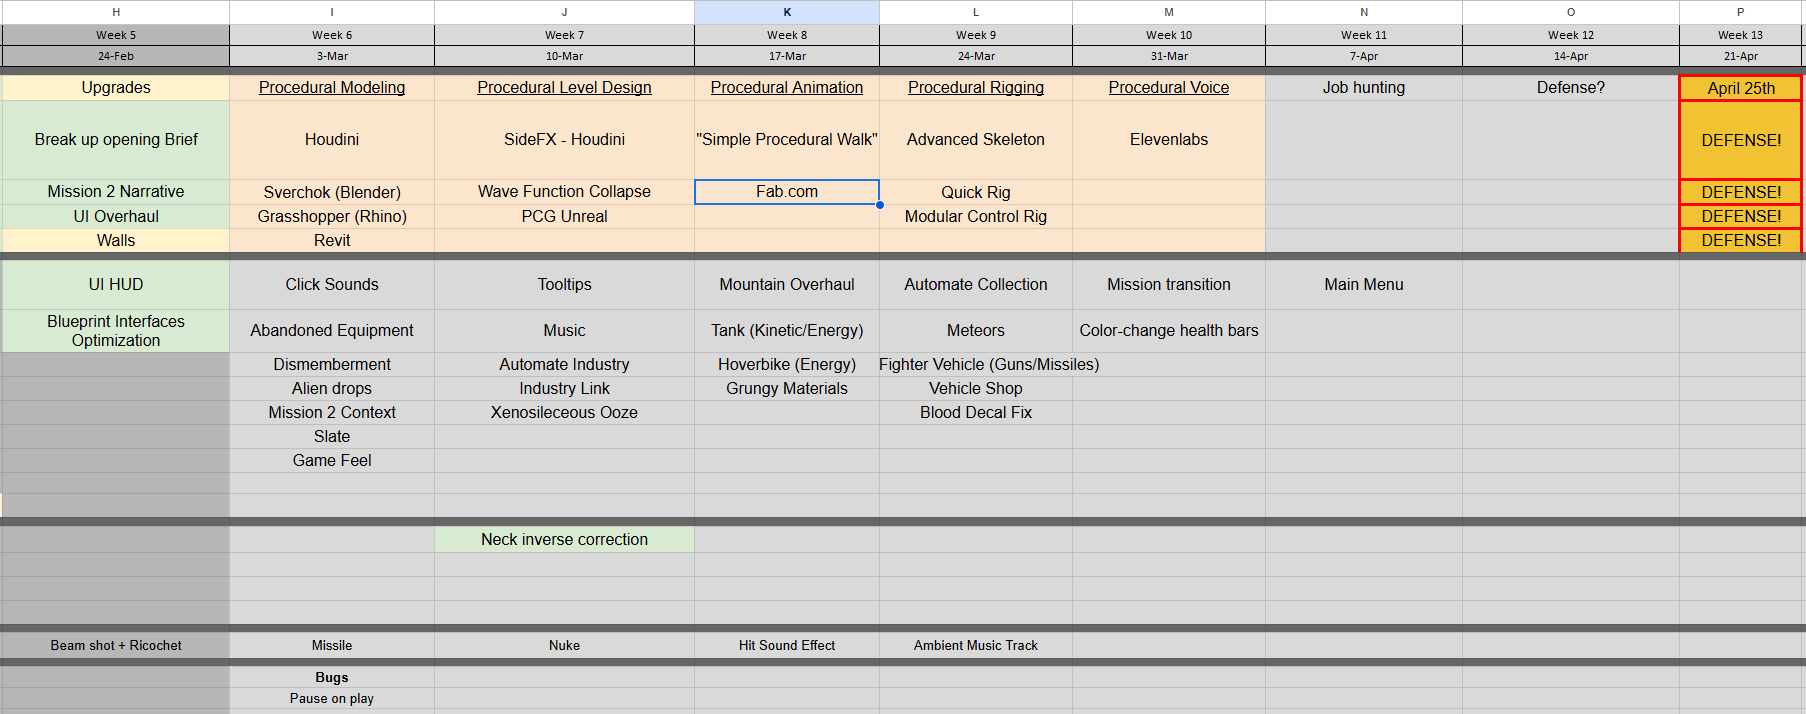 H I J K L M N O P
Week 5 Week 6 Week 7 Week 8 Week 9 Week 10 Week 11 Week 12 Week 13
24-Feb 3-Mar 10-Mar 17-Mar 24-Mar 31-Mar 7-Apr 14-Apr 21-Apr
Upgrades Procedural Modeling Procedural Level Design Procedural Animation Procedural Rigging Procedural Voice Job hunting Defense? April 25th
Break up opening Brief Houdini SideFX - Houdini "Simple Procedural Walk" Advanced Skeleton Elevenlabs DEFENSE!
Mission 2 Narrative Sverchok (Blender) Wave Function Collapse Fab.com Quick Rig DEFENSE!
UI Overhaul Grasshopper (Rhino) PCG Unreal Modular Control Rig DEFENSE!
Walls Revit DEFENSE!
UI HUD Click Sounds Tooltips Mountain Overhaul Automate Collection Mission transition Main Menu
Blueprint Interfaces
Optimization Abandoned Equipment Music Tank (Kinetic/Energy) Meteors Color-change health bars
Dismemberment Automate Industry Hoverbike (Energy) Fighter Vehicle (Guns/Missiles)
Alien drops Industry Link Grungy Materials Vehicle Shop
Mission 2 Context Xenosileceous Ooze Blood Decal Fix
Slate
Game Feel
Neck inverse correction
Beam shot + Ricochet Missile Nuke Hit Sound Effect Ambient Music Track
Bugs
Pause on play